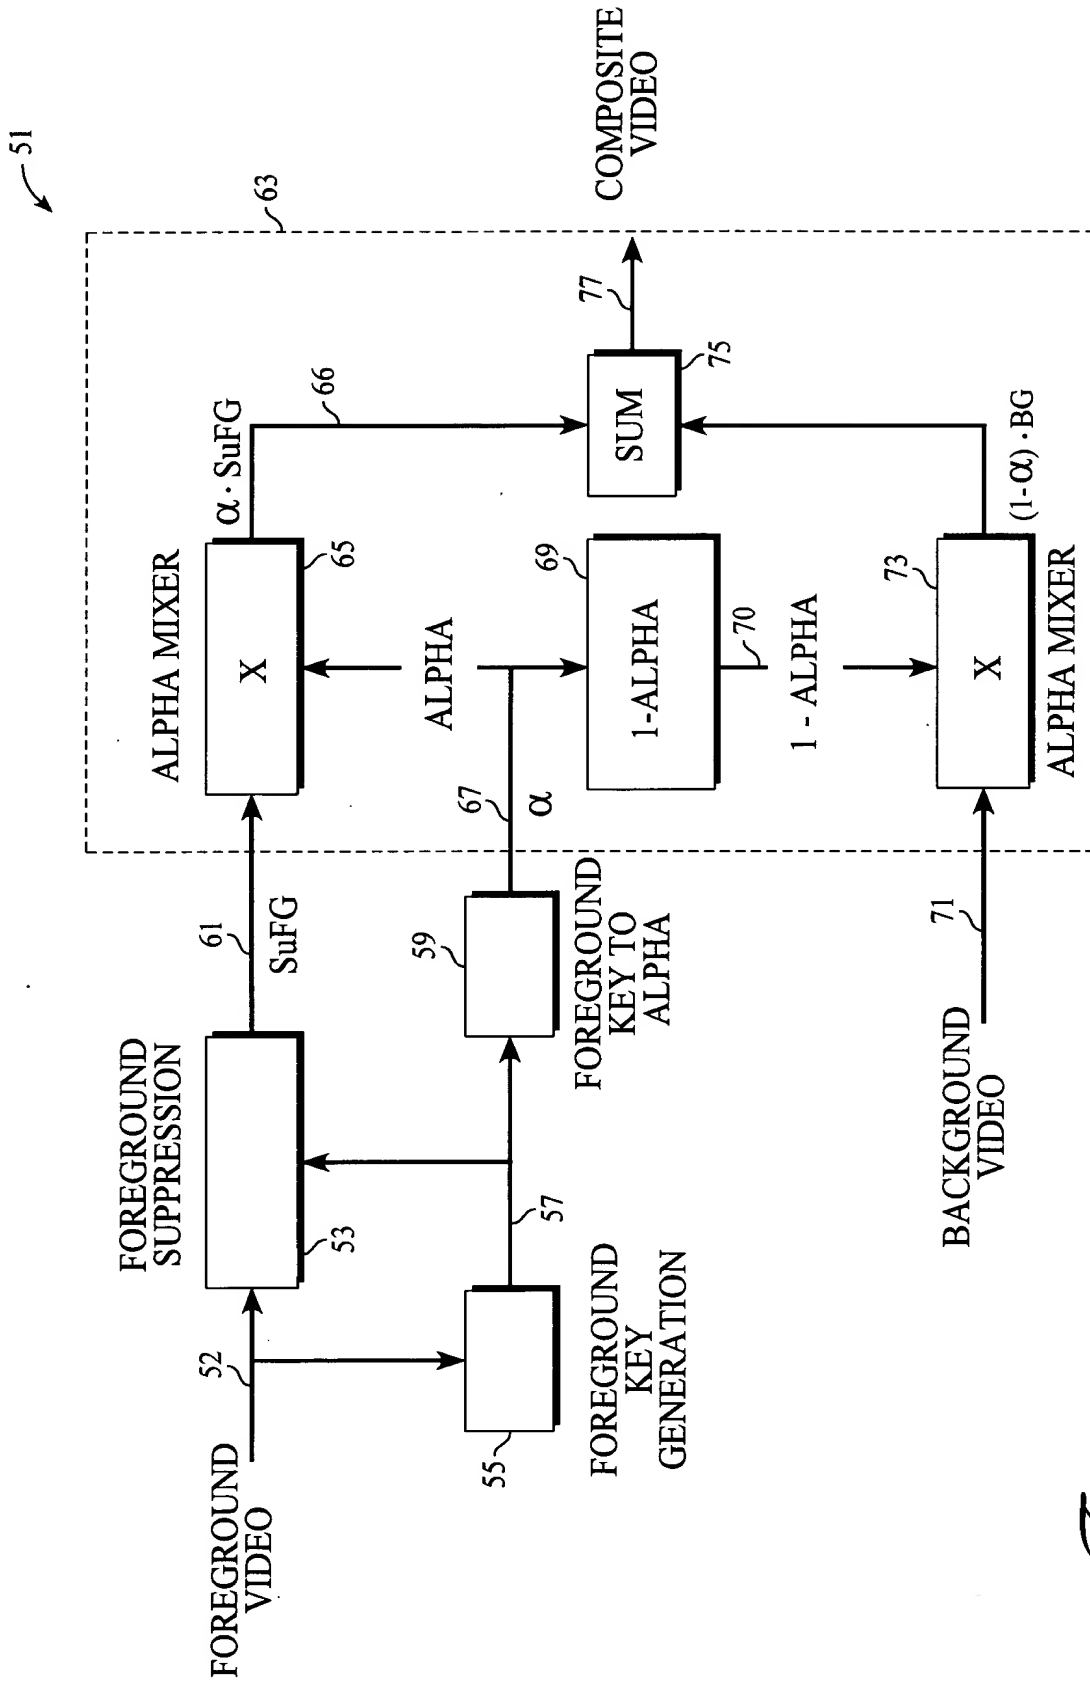 51
FOREGROUND
VIDEO
52
FOREGROUND
SUPPRESSION
53
61
SuFG
ALPHA MIXER
X
65
α · SuFG
66
63
55
FOREGROUND
KEY
GENERATION
57
59
FOREGROUND
KEY TO
ALPHA
67
α
ALPHA
69
1-ALPHA
70
1 - ALPHA
SUM
75
77
COMPOSITE
VIDEO
BACKGROUND
VIDEO
71
73
X
ALPHA MIXER
(1-α) · BG